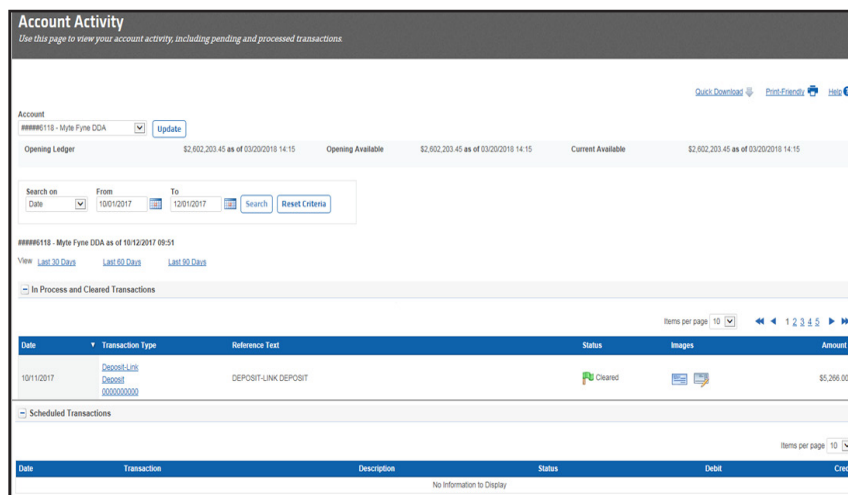 Account Activity
Use this page to view your account activity, including pending and processed transactions.
Quick Download Print-Friendly Help
Account
#####6118 - Myte Fyne DDA Update
Opening Ledger $2,602,203.45 as of 03/20/2018 14:15 Opening Available $2,602,203.45 as of 03/20/2018 14:15 Current Available $2,602,203.45 as of 03/20/2018 14:15
Search on From To
Date 10/01/2017 12/01/2017 Search Reset Criteria
#####6118 - Myte Fyne DDA as of 10/12/2017 09:51
View Last 30 Days Last 60 Days Last 90 Days
In Process and Cleared Transactions
Items per page 10 1 2 3 4 5
Date Transaction Type Reference Text Status Images Amount
Deposit-Link
10/11/2017 Deposit DEPOSIT-LINK DEPOSIT Cleared $5,266.00
0000000000
Scheduled Transactions
Items per page 10
Date Transaction Description Status Debit Cred
No Information to Display